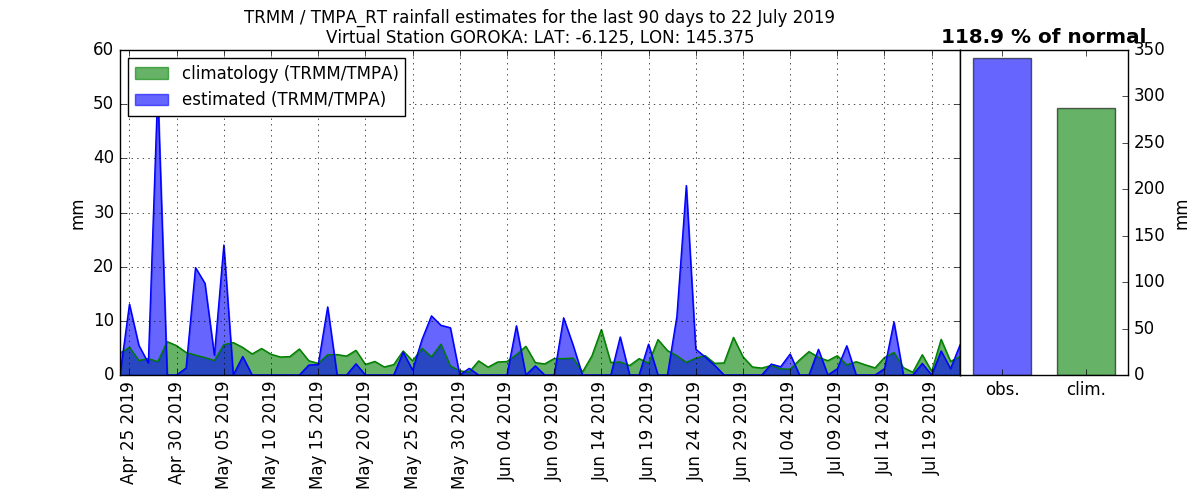 TRMM / TMPA_RT rainfall estimates for the last 90 days to 22 July 2019
Virtual Station GOROKA: LAT: -6.125, LON: 145.375
118.9 % of normal
climatology (TRMM/TMPA)
estimated (TRMM/TMPA)
60
50
40
30
20
10
0
mm
Apr 25 2019
Apr 30 2019
May 05 2019
May 10 2019
May 15 2019
May 20 2019
May 25 2019
May 30 2019
Jun 04 2019
Jun 09 2019
Jun 14 2019
Jun 19 2019
Jun 24 2019
Jun 29 2019
Jul 04 2019
Jul 09 2019
Jul 14 2019
Jul 19 2019
350
300
250
200
150
100
50
0
mm
obs.
clim.